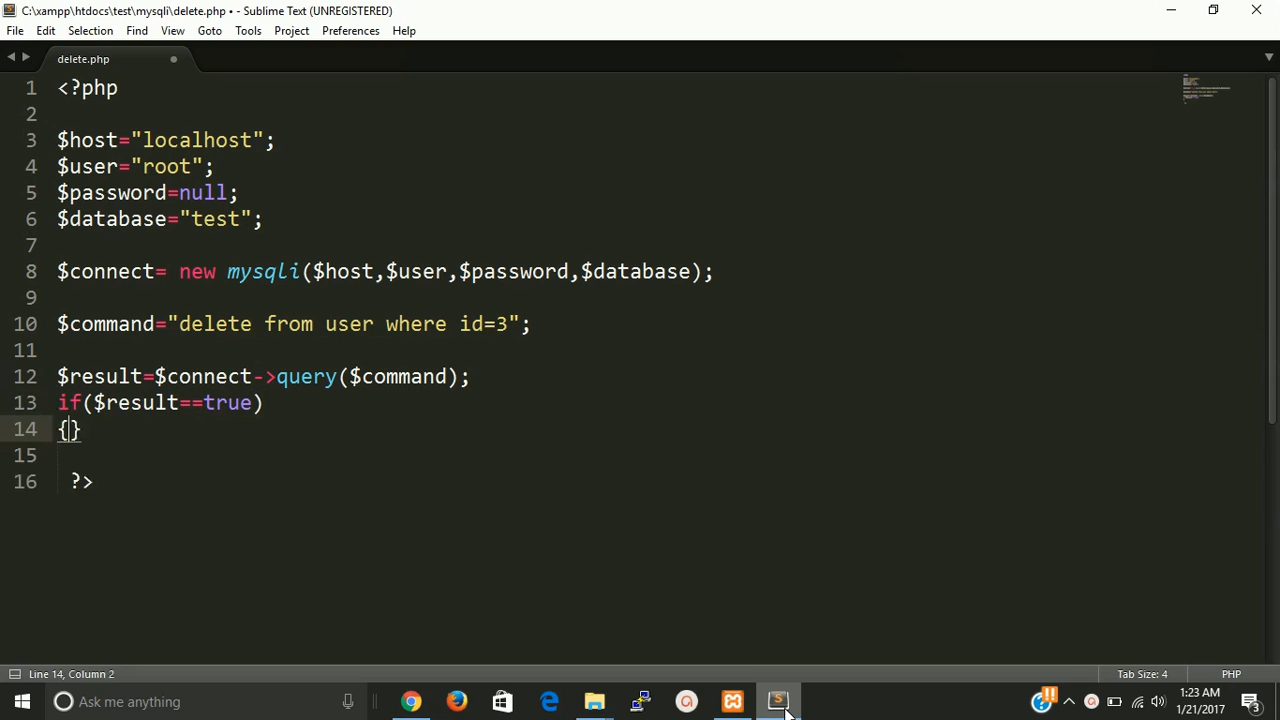 C:\xampp\htdocs\test\mysqli\delete.php • - Sublime Text (UNREGISTERED)
File Edit Selection Find View Goto Tools Project Preferences Help
delete.php
1 <?php
2
3 $host="localhost";
4 $user="root";
5 $password=null;
6 $database="test";
7
8 $connect= new mysqli($host,$user,$password,$database);
9
10 $command="delete from user where id=3";
11
12 $result=$connect->query($command);
13 if($result==true)
14 {}
15
16 ?>
Line 14, Column 2 Tab Size: 4 PHP
Ask me anything
1:23 AM
1/21/2017
3